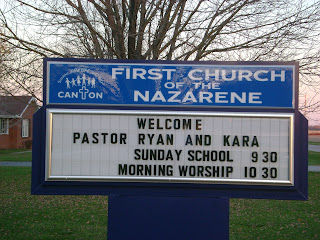 FIRST CHURCH
OF THE
NAZARENE
CANTON
WELCOME
PASTOR RYAN AND KARA
SUNDAY SCHOOL 9 30
MORNING WORSHIP 10 30